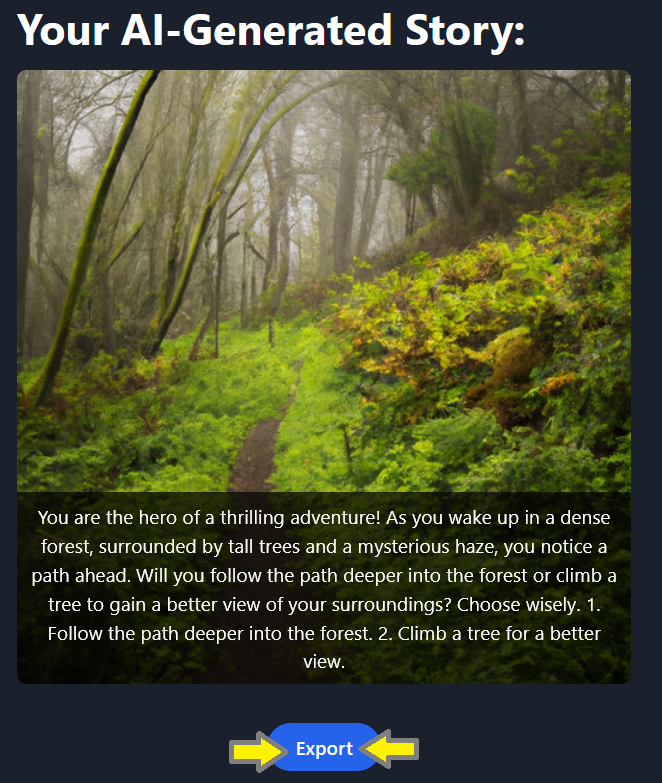 Your AI-Generated Story:
You are the hero of a thrilling adventure! As you wake up in a dense
forest, surrounded by tall trees and a mysterious haze, you notice a
path ahead. Will you follow the path deeper into the forest or climb a
tree to gain a better view of your surroundings? Choose wisely. 1.
Follow the path deeper into the forest. 2. Climb a tree for a better
view.
Export